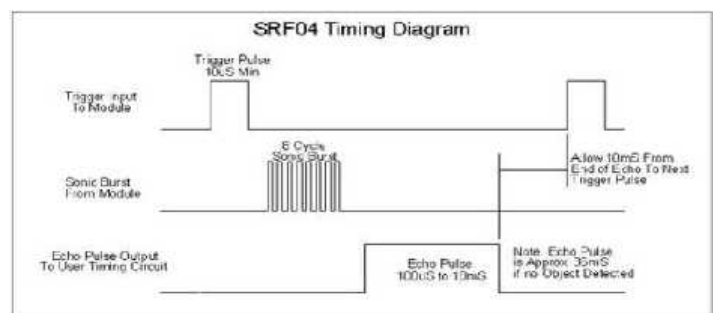 SRF04 Timing Diagram
Trigger Pulse
10uS Min
Trigger Input
To Module
8 Cycle
Sonic Burst
Allow 10mS From
End of Echo To Next
Trigger Pulse
Sonic Burst
From Module
Echo Pulse Output
To User Timing Circuit
Echo Pulse
100uS to 18mS
Note: Echo Pulse
is Approx. 36mS
if no Object Detected